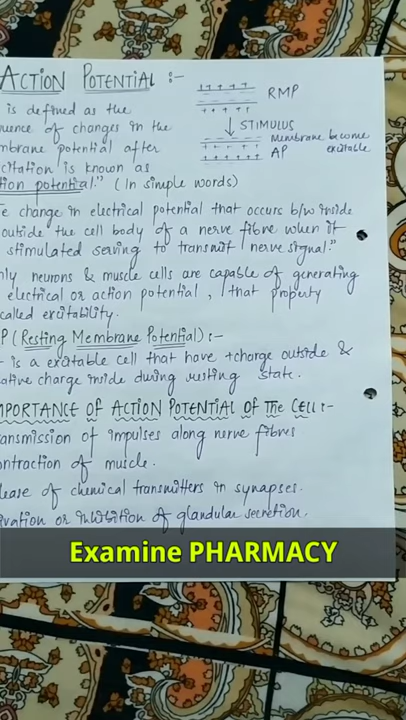 ACTION POTENTIAL :-
is defined as the
uence of changes in the
mbrane potential after
citation is known as
tion potential." (In simple words)
RMP
STIMULUS
Membrane become
excitable
AP
e change in electrical potential that occurs b/w inside
outside the cell body of a nerve fibre when it
stimulated serving to transmit nerve signal."
nly neurons & muscle cells are capable of generating
electrical or action potential, that property
called excitability.
P (Resting Membrane Potential) :-
is a excitable cell that have +charge outside &
ative charge inside during resting state.
MPORTANCE OF ACTION POTENTIAL OF The CELL:-
ansmission of impulses along nerve fibres
ontraction of muscle.
lease of chemical transmitters in synapses.
ivation or inhibition of glandular secretion.
Examine PHARMACY